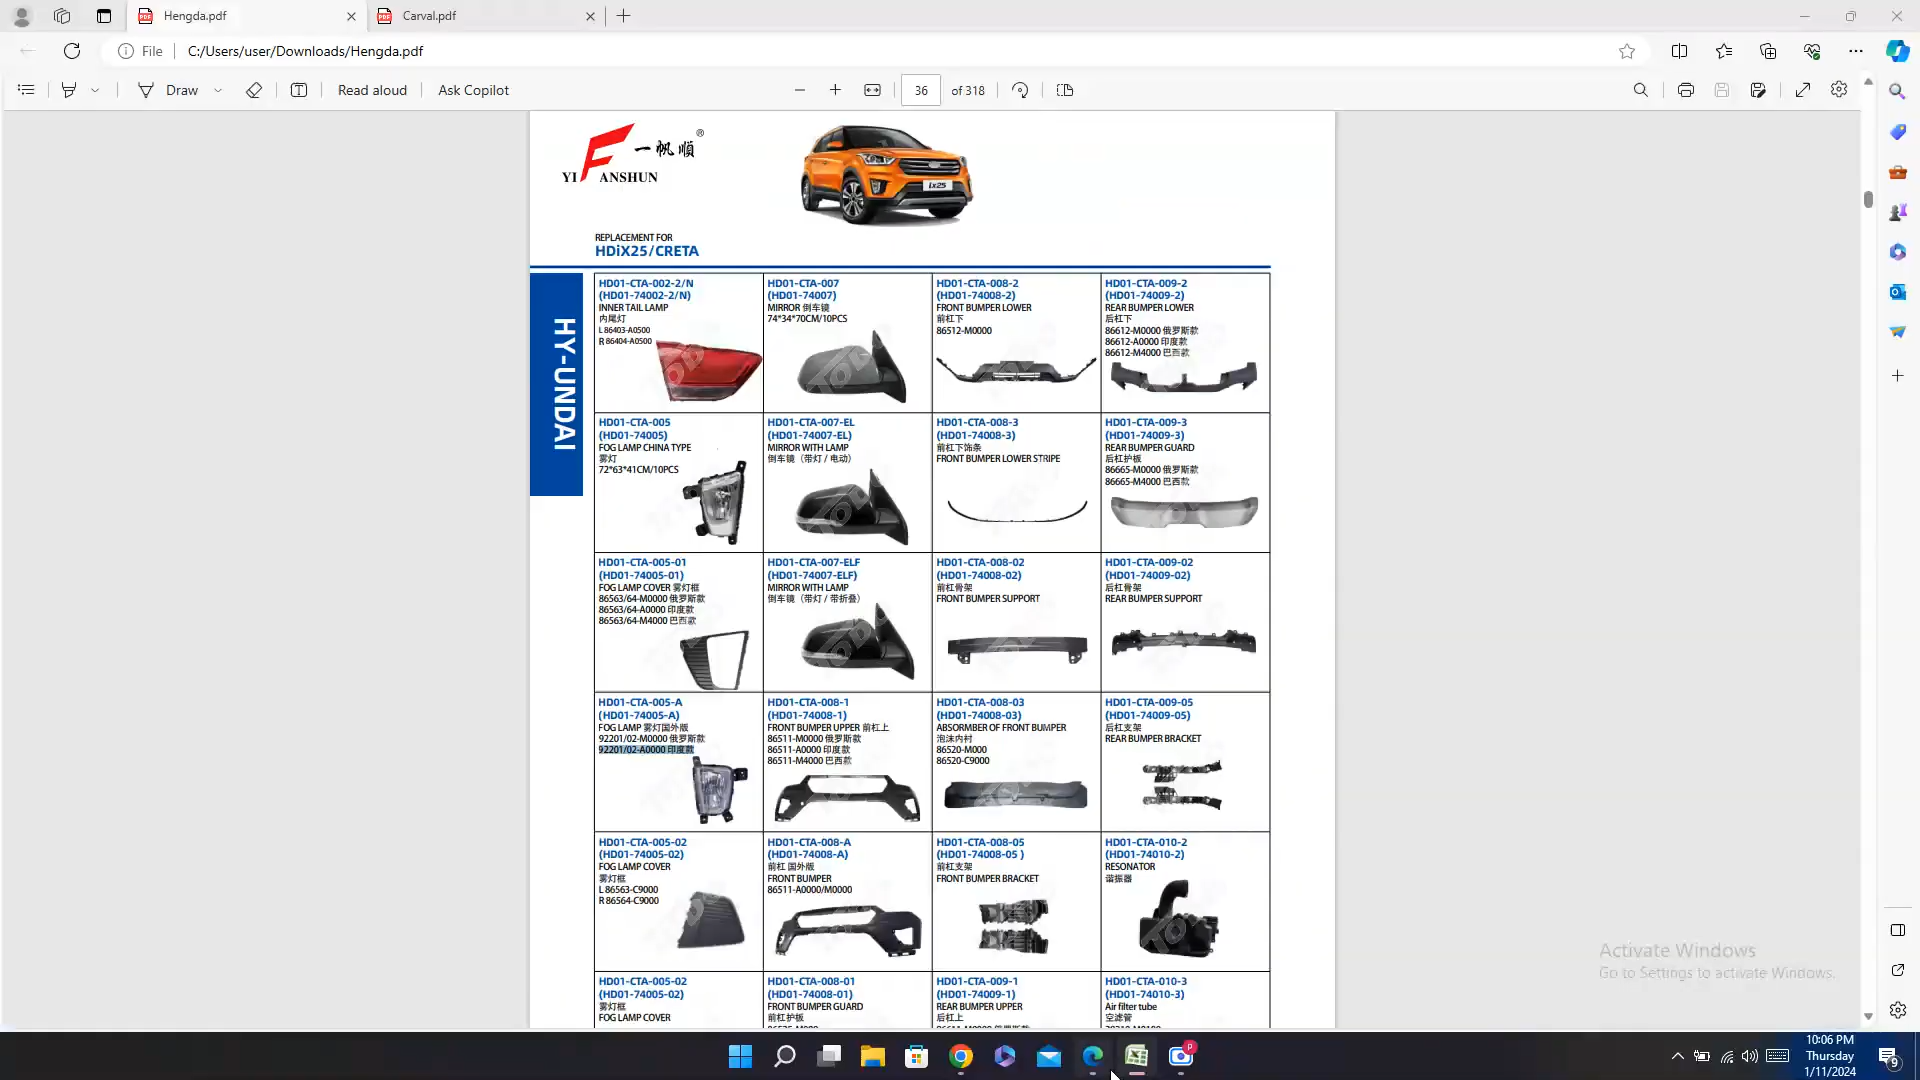 Hengda.pdf
Carval.pdf
File
C:/Users/user/Downloads/Hengda.pdf
Draw
Read aloud
Ask Copilot
36
of 318
一帆順 ®
YI FANSHUN
ix25
REPLACEMENT FOR
HDiX25/CRETA
HY-UNDAI
HD01-CTA-002-2/N
(HD01-74002-2/N)
INNER TAIL LAMP
内尾灯
L 86403-A0500
R 86404-A0500
HD01-CTA-007
(HD01-74007)
MIRROR 倒车镜
74*34*70CM/10PCS
HD01-CTA-008-2
(HD01-74008-2)
FRONT BUMPER LOWER
前杠下
86512-M0000
HD01-CTA-009-2
(HD01-74009-2)
REAR BUMPER LOWER
后杠下
86612-M0000 俄罗斯款
86612-A0000 印度款
86612-M4000 巴西款
HD01-CTA-005
(HD01-74005)
FOG LAMP CHINA TYPE
雾灯
72*63*41CM/10PCS
HD01-CTA-007-EL
(HD01-74007-EL)
MIRROR WITH LAMP
倒车镜（带灯 / 电动）
HD01-CTA-008-3
(HD01-74008-3)
前杠下饰条
FRONT BUMPER LOWER STRIPE
HD01-CTA-009-3
(HD01-74009-3)
REAR BUMPER GUARD
后杠护板
86665-M0000 俄罗斯款
86665-M4000 巴西款
HD01-CTA-005-01
(HD01-74005-01)
FOG LAMP COVER 雾灯框
86563/64-M0000 俄罗斯款
86563/64-A0000 印度款
86563/64-M4000 巴西款
HD01-CTA-007-ELF
(HD01-74007-ELF)
MIRROR WITH LAMP
倒车镜（带灯 / 带折叠）
HD01-CTA-008-02
(HD01-74008-02)
前杠骨架
FRONT BUMPER SUPPORT
HD01-CTA-009-02
(HD01-74009-02)
后杠骨架
REAR BUMPER SUPPORT
HD01-CTA-005-A
(HD01-74005-A)
FOG LAMP 雾灯国外版
92201/02-M0000 俄罗斯款
92201/02-A0000 印度款
HD01-CTA-008-1
(HD01-74008-1)
FRONT BUMPER UPPER 前杠上
86511-M0000 俄罗斯款
86511-A0000 印度款
86511-M4000 巴西款
HD01-CTA-008-03
(HD01-74008-03)
ABSORMBER OF FRONT BUMPER
泡沫内衬
86520-M000
86520-C9000
HD01-CTA-009-05
(HD01-74009-05)
后杠支架
REAR BUMPER BRACKET
HD01-CTA-005-02
(HD01-74005-02)
FOG LAMP COVER
雾灯框
L 86563-C9000
R 86564-C9000
HD01-CTA-008-A
(HD01-74008-A)
前杠 国外版
FRONT BUMPER
86511-A0000/M0000
HD01-CTA-008-05
(HD01-74008-05 )
前杠支架
FRONT BUMPER BRACKET
HD01-CTA-010-2
(HD01-74010-2)
RESONATOR
谐振器
HD01-CTA-005-02
(HD01-74005-02)
雾灯框
FOG LAMP COVER
HD01-CTA-008-01
(HD01-74008-01)
FRONT BUMPER GUARD
前杠护板
HD01-CTA-009-1
(HD01-74009-1)
REAR BUMPER UPPER
后杠上
HD01-CTA-010-3
(HD01-74010-3)
Air filter tube
空滤管
Activate Windows
Go to Settings to activate Windows.
10:06 PM
Thursday
1/11/2024
9